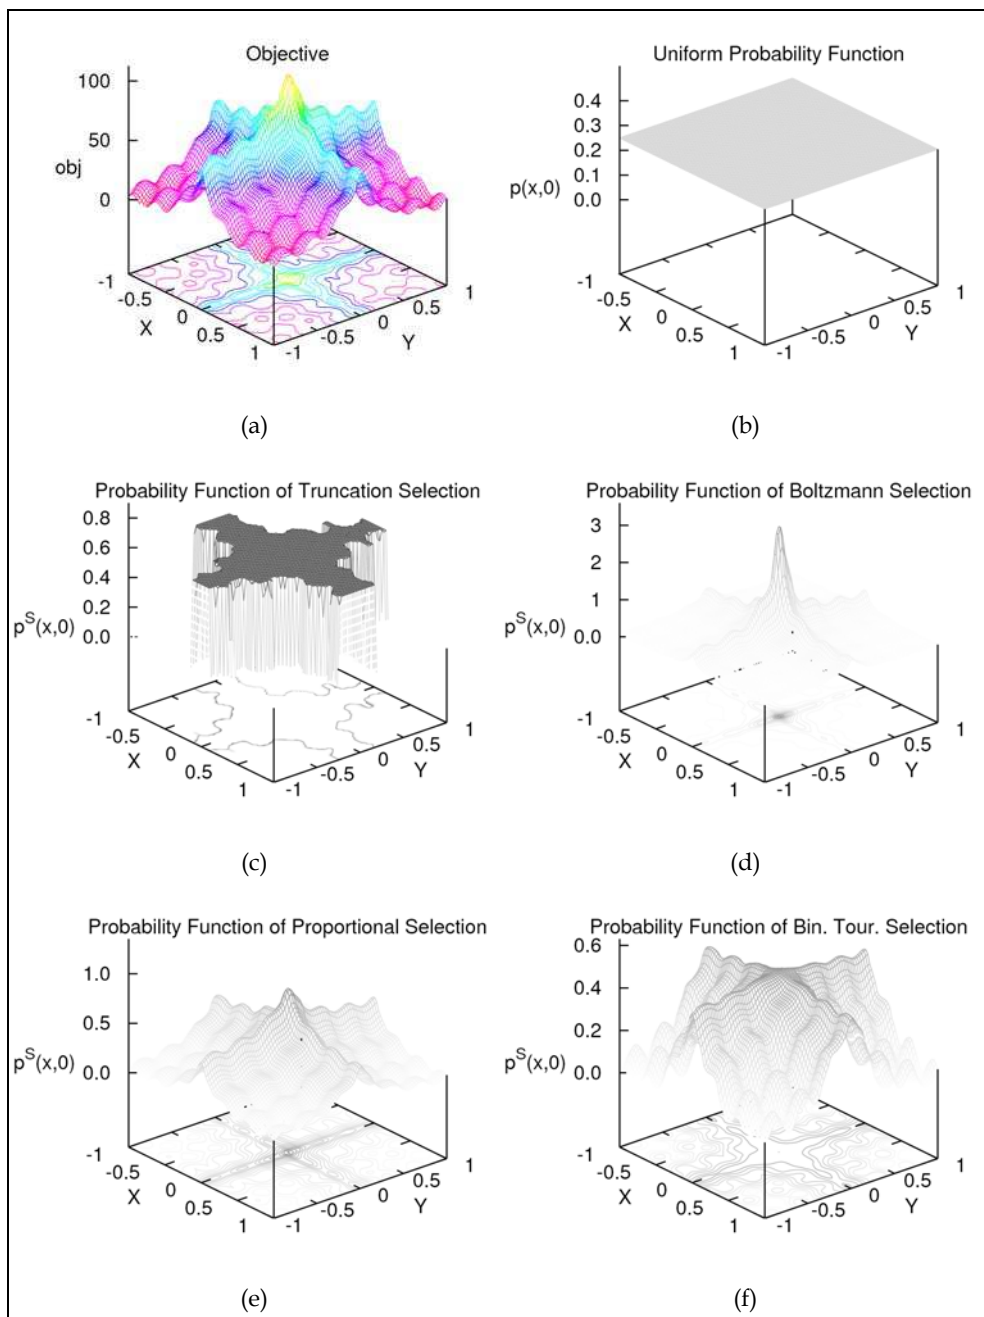 Objective
100
50
obj
0
-1
-0.5
X
0
0.5
1
-1
-0.5
0
Y
0.5
1
(a)
Uniform Probability Function
0.4
0.3
0.2
0.1
p(x,0)
0.0
-1
-0.5
X
0
0.5
1
-1
-0.5
0
Y
0.5
1
(b)
Probability Function of Truncation Selection
0.8
0.6
0.4
0.2
pS(x,0)
0.0
-1
-0.5
X
0
0.5
1
-1
-0.5
0
Y
0.5
1
(c)
Probability Function of Boltzmann Selection
3
2
1
pS(x,0)
0.0
-1
-0.5
X
0
0.5
1
-1
-0.5
0
Y
0.5
1
(d)
Probability Function of Proportional Selection
1.0
0.5
pS(x,0)
0.0
-1
-0.5
X
0
0.5
1
-1
-0.5
0
Y
0.5
1
(e)
Probability Function of Bin. Tour. Selection
0.6
0.4
0.2
pS(x,0)
0.0
-1
-0.5
X
0
0.5
1
-1
-0.5
0
Y
0.5
1
(f)